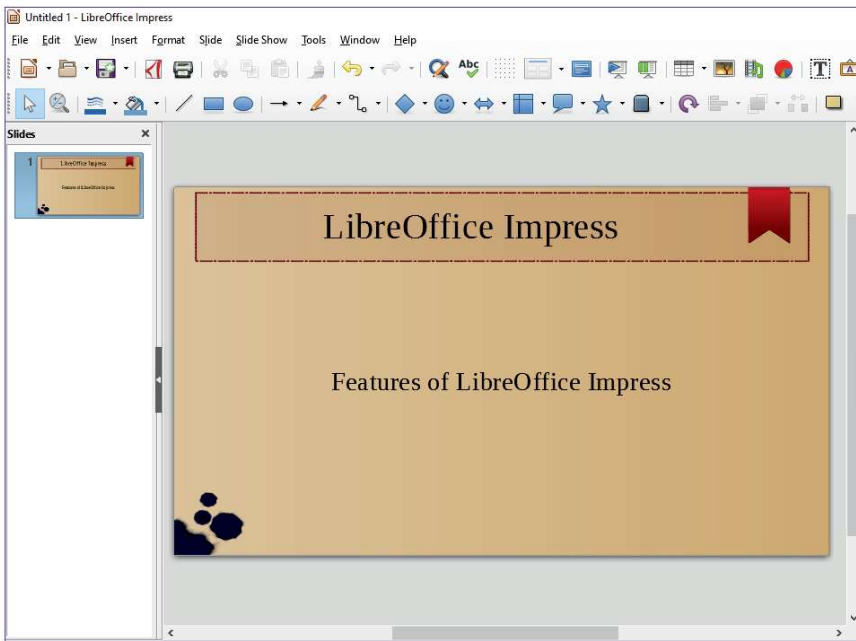 Untitled 1 - LibreOffice Impress
File Edit View Insert Format Slide Slide Show Tools Window Help
Abc
T
Slides
1
LibreOffice Impress
Features of LibreOffice Impress
LibreOffice Impress
Features of LibreOffice Impress